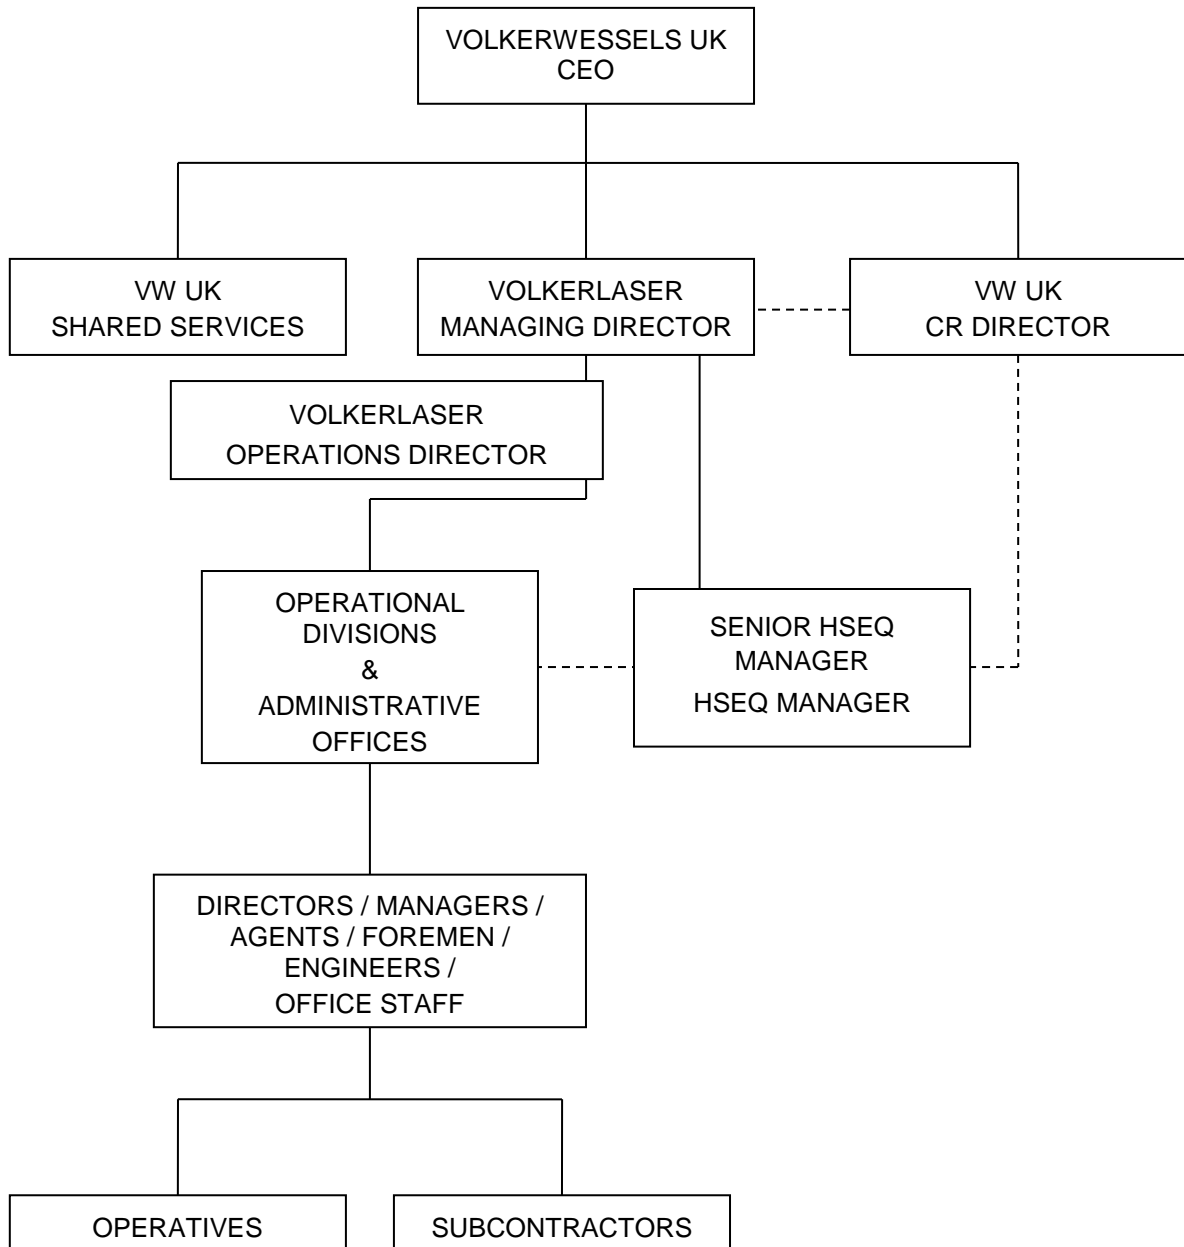 VOLKERWESSELS UK
CEO
VW UK
SHARED SERVICES
VOLKERLASER
MANAGING DIRECTOR
VW UK
CR DIRECTOR
VOLKERLASER
OPERATIONS DIRECTOR
OPERATIONAL
DIVISIONS
&
ADMINISTRATIVE
OFFICES
SENIOR HSEQ
MANAGER
HSEQ MANAGER
DIRECTORS / MANAGERS /
AGENTS / FOREMEN /
ENGINEERS /
OFFICE STAFF
OPERATIVES
SUBCONTRACTORS